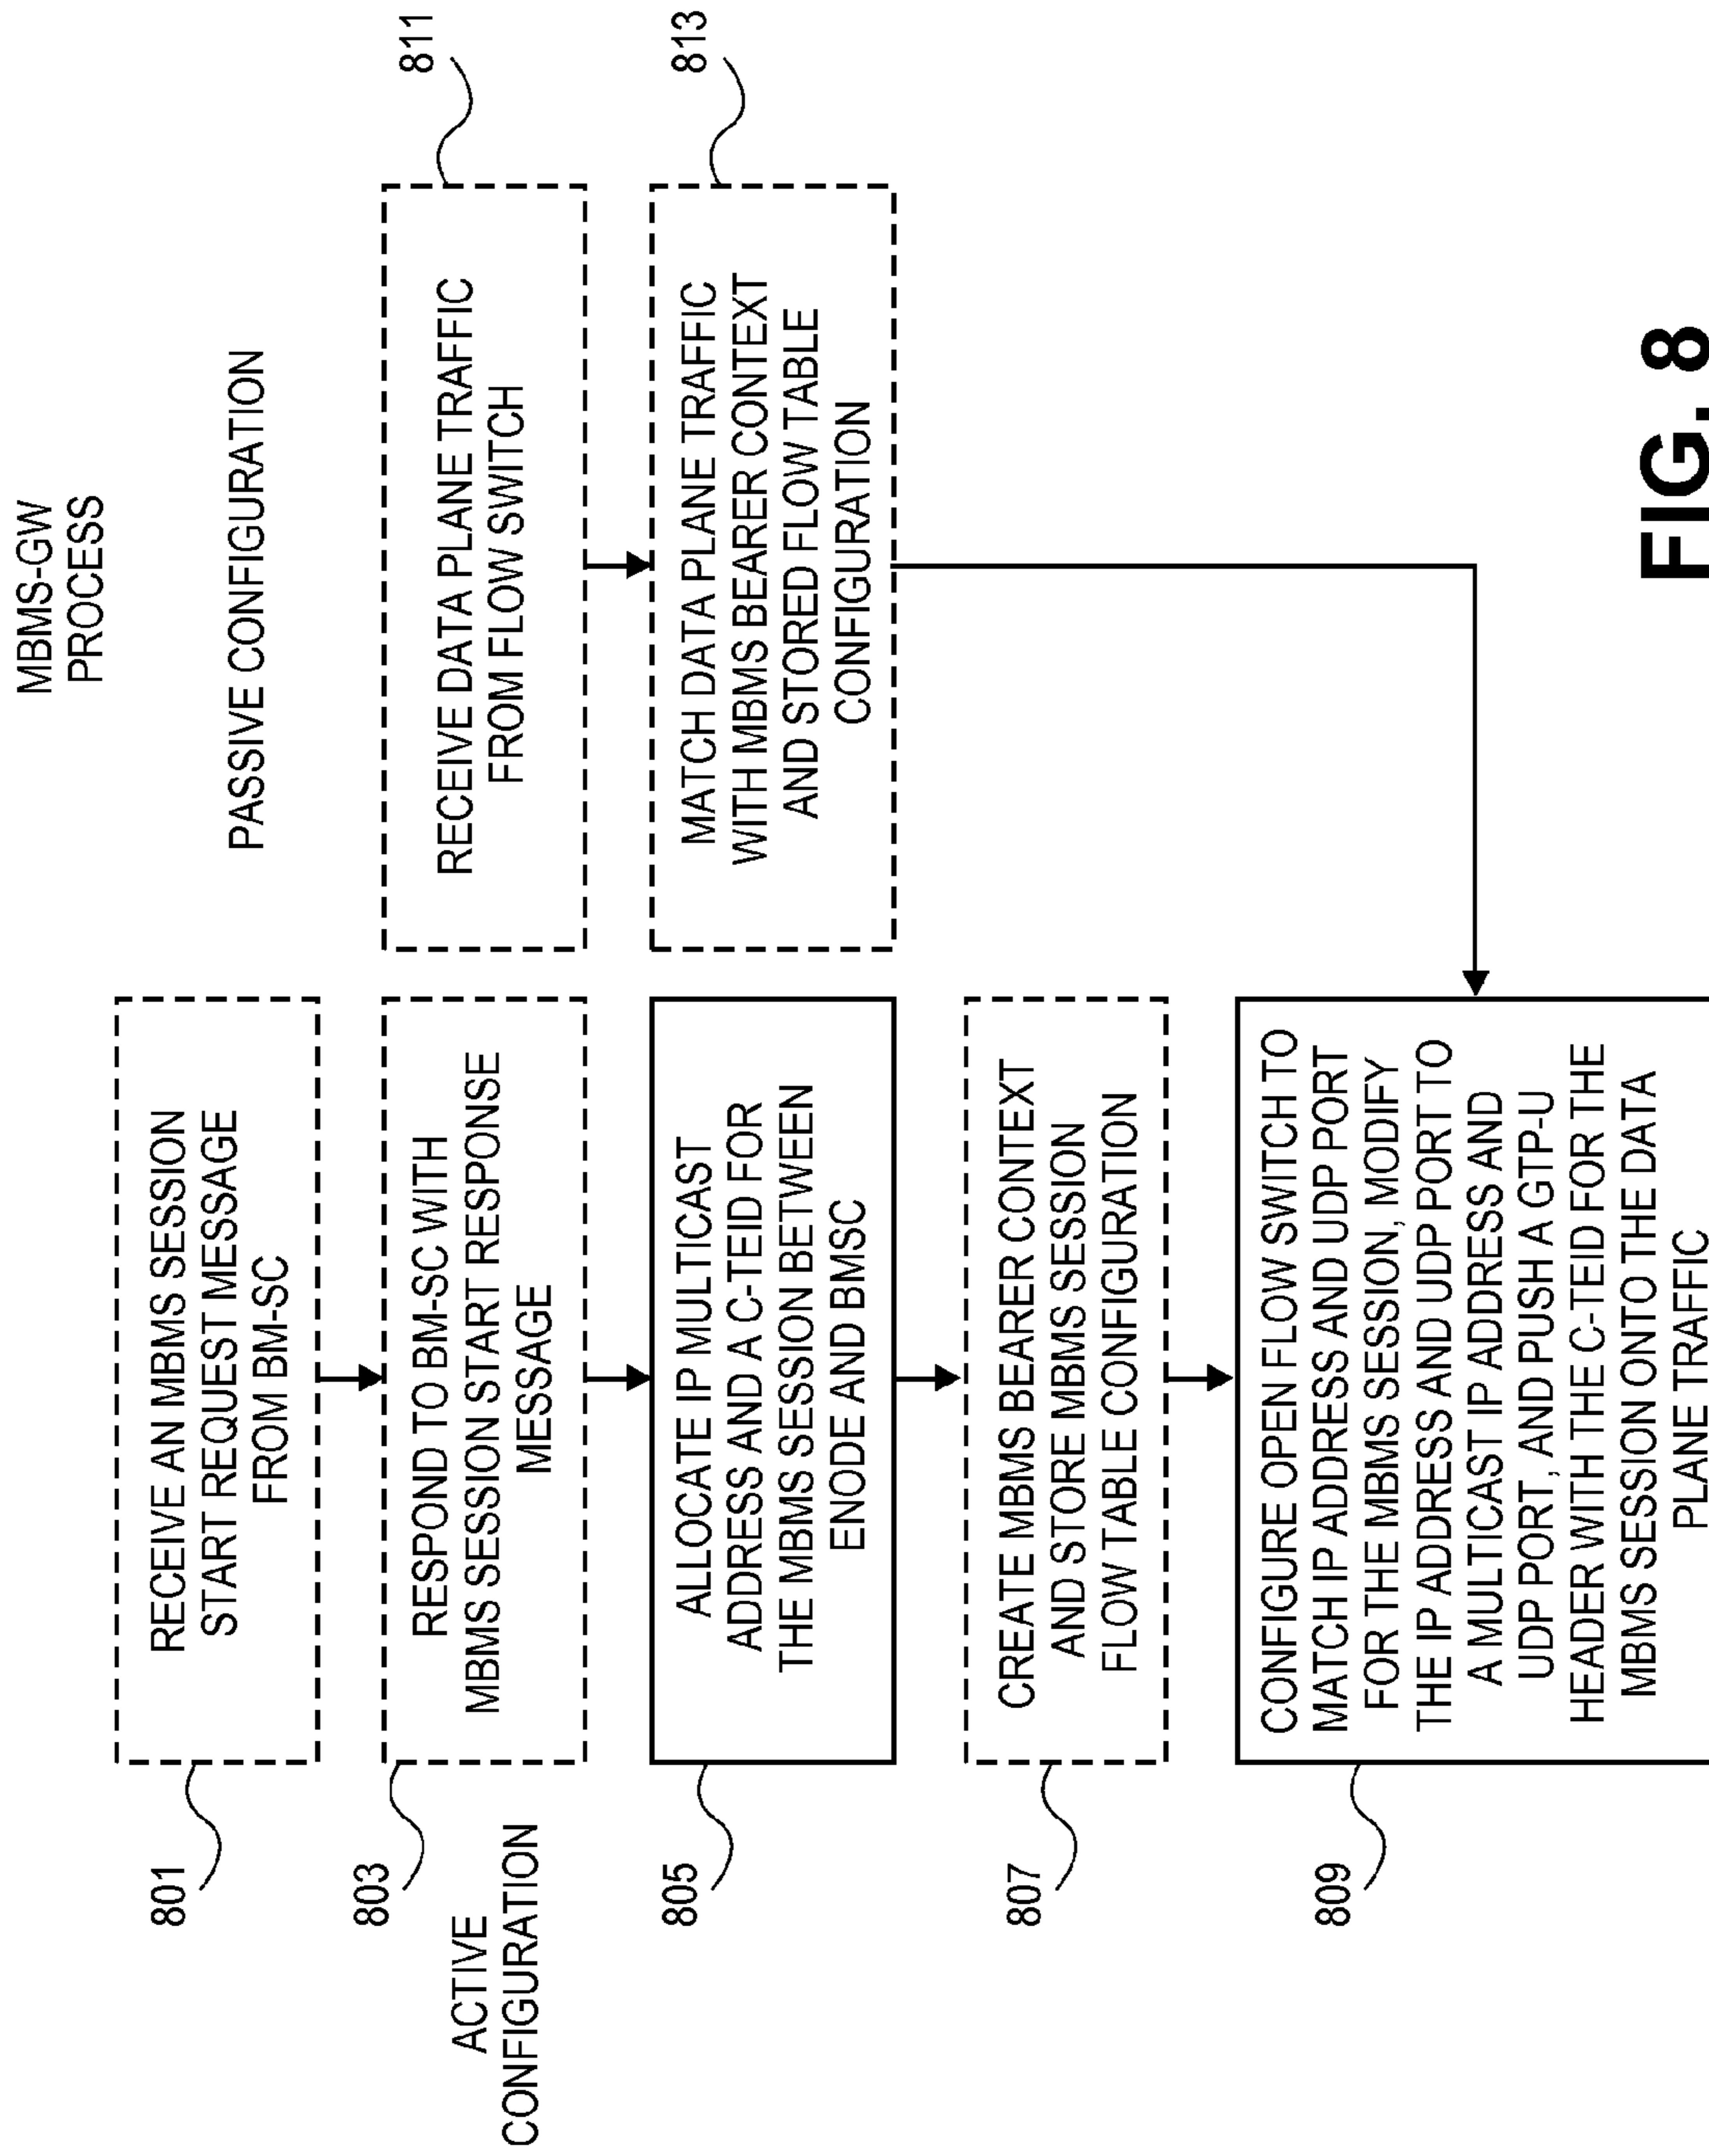 MBMS-GW
PROCESS
PASSIVE CONFIGURATION
ACTIVE
CONFIGURATION
801
RECEIVE AN MBMS SESSION
START REQUEST MESSAGE
FROM BM-SC
803
RESPOND TO BM-SC WITH
MBMS SESSION START RESPONSE
MESSAGE
805
ALLOCATE IP MULTICAST
ADDRESS AND A C-TEID FOR
THE MBMS SESSION BETWEEN
ENODE AND BMSC
807
CREATE MBMS BEARER CONTEXT
AND STORE MBMS SESSION
FLOW TABLE CONFIGURATION
809
CONFIGURE OPEN FLOW SWITCH TO
MATCH IP ADDRESS AND UDP PORT
FOR THE MBMS SESSION, MODIFY
THE IP ADDRESS AND UDP PORT TO
A MULTICAST IP ADDRESS AND
UDP PORT, AND PUSH A GTP-U
HEADER WITH THE C-TEID FOR THE
MBMS SESSION ONTO THE DATA
PLANE TRAFFIC
811
RECEIVE DATA PLANE TRAFFIC
FROM FLOW SWITCH
813
MATCH DATA PLANE TRAFFIC
WITH MBMS BEARER CONTEXT
AND STORED FLOW TABLE
CONFIGURATION
FIG. 8